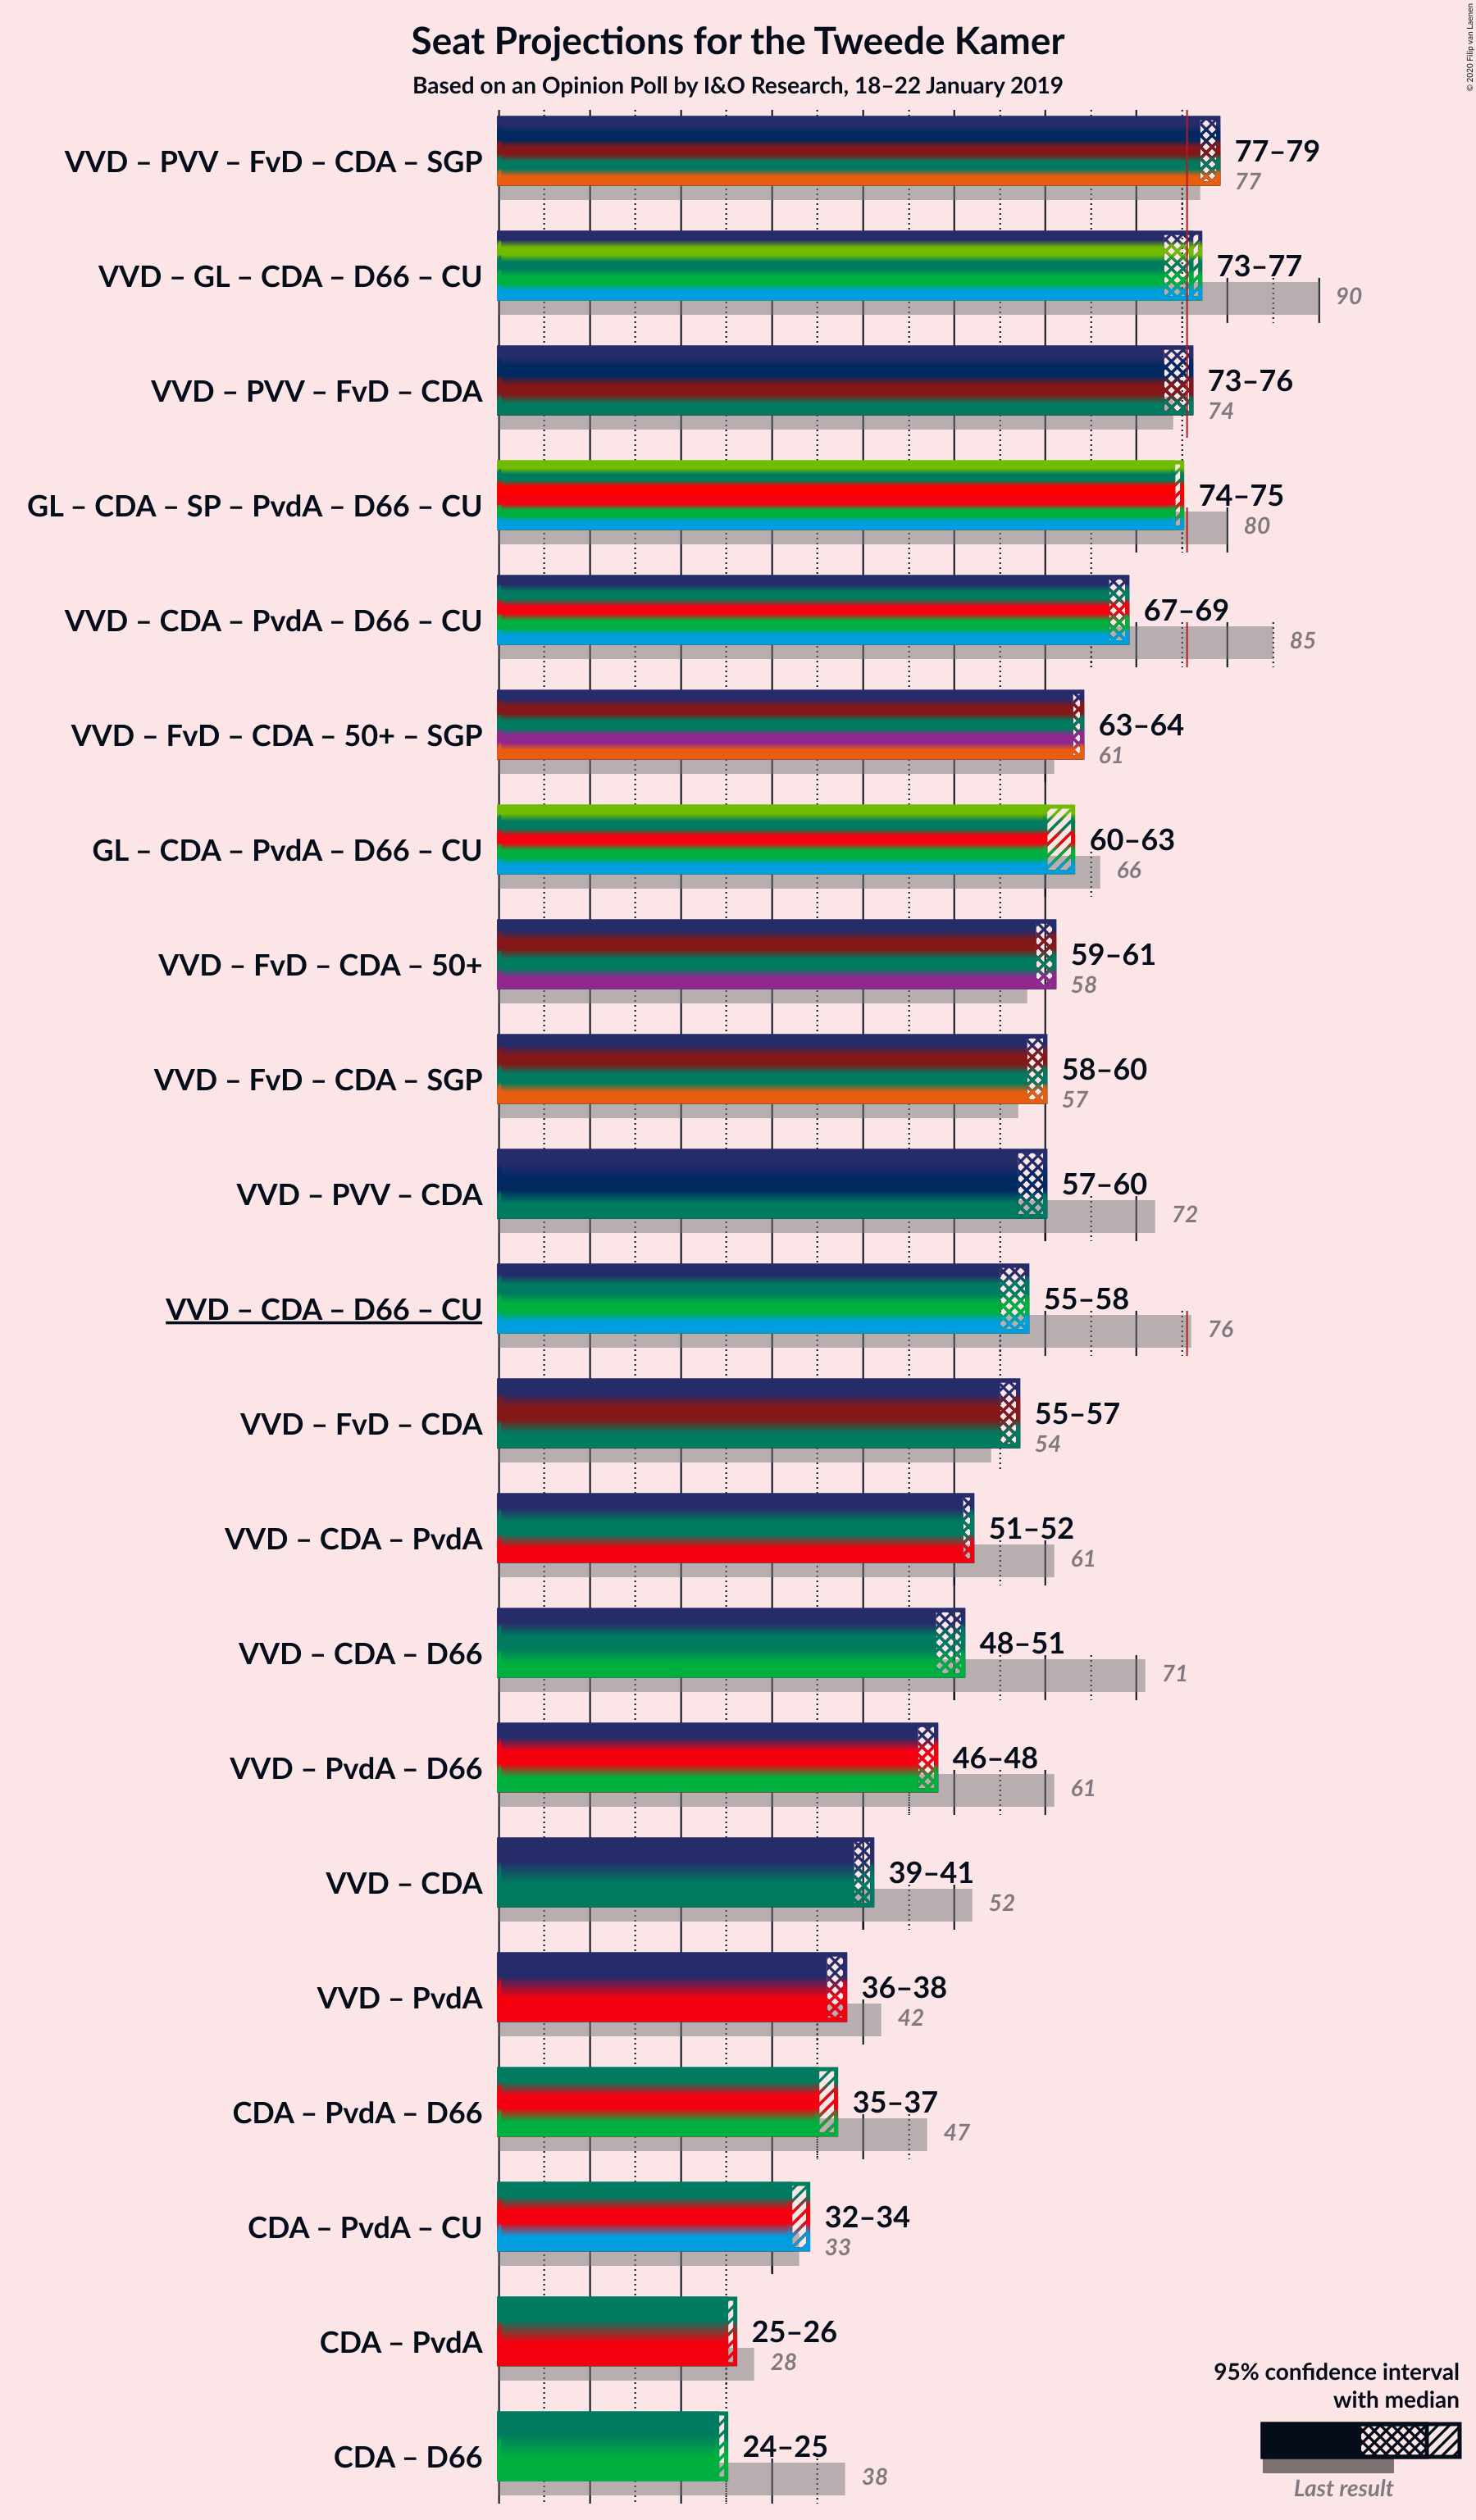 Seat Projections for the Tweede Kamer
Based on an Opinion Poll by I&O Research, 18–22 January 2019
© 2020 Filip van Laenen
VVD – PVV – FvD – CDA – SGP
77–79
77
VVD – GL – CDA – D66 – CU
73–77
90
VVD – PVV – FvD – CDA
73–76
74
GL – CDA – SP – PvdA – D66 – CU
74–75
80
VVD – CDA – PvdA – D66 – CU
67–69
85
VVD – FvD – CDA – 50+ – SGP
63–64
61
GL – CDA – PvdA – D66 – CU
60–63
66
VVD – FvD – CDA – 50+
59–61
58
VVD – FvD – CDA – SGP
58–60
57
VVD – PVV – CDA
57–60
72
VVD – CDA – D66 – CU
55–58
76
VVD – FvD – CDA
55–57
54
VVD – CDA – PvdA
51–52
61
VVD – CDA – D66
48–51
71
VVD – PvdA – D66
46–48
61
VVD – CDA
39–41
52
VVD – PvdA
36–38
42
CDA – PvdA – D66
35–37
47
CDA – PvdA – CU
32–34
33
CDA – PvdA
25–26
28
CDA – D66
24–25
38
95% confidence interval
with median
Last result